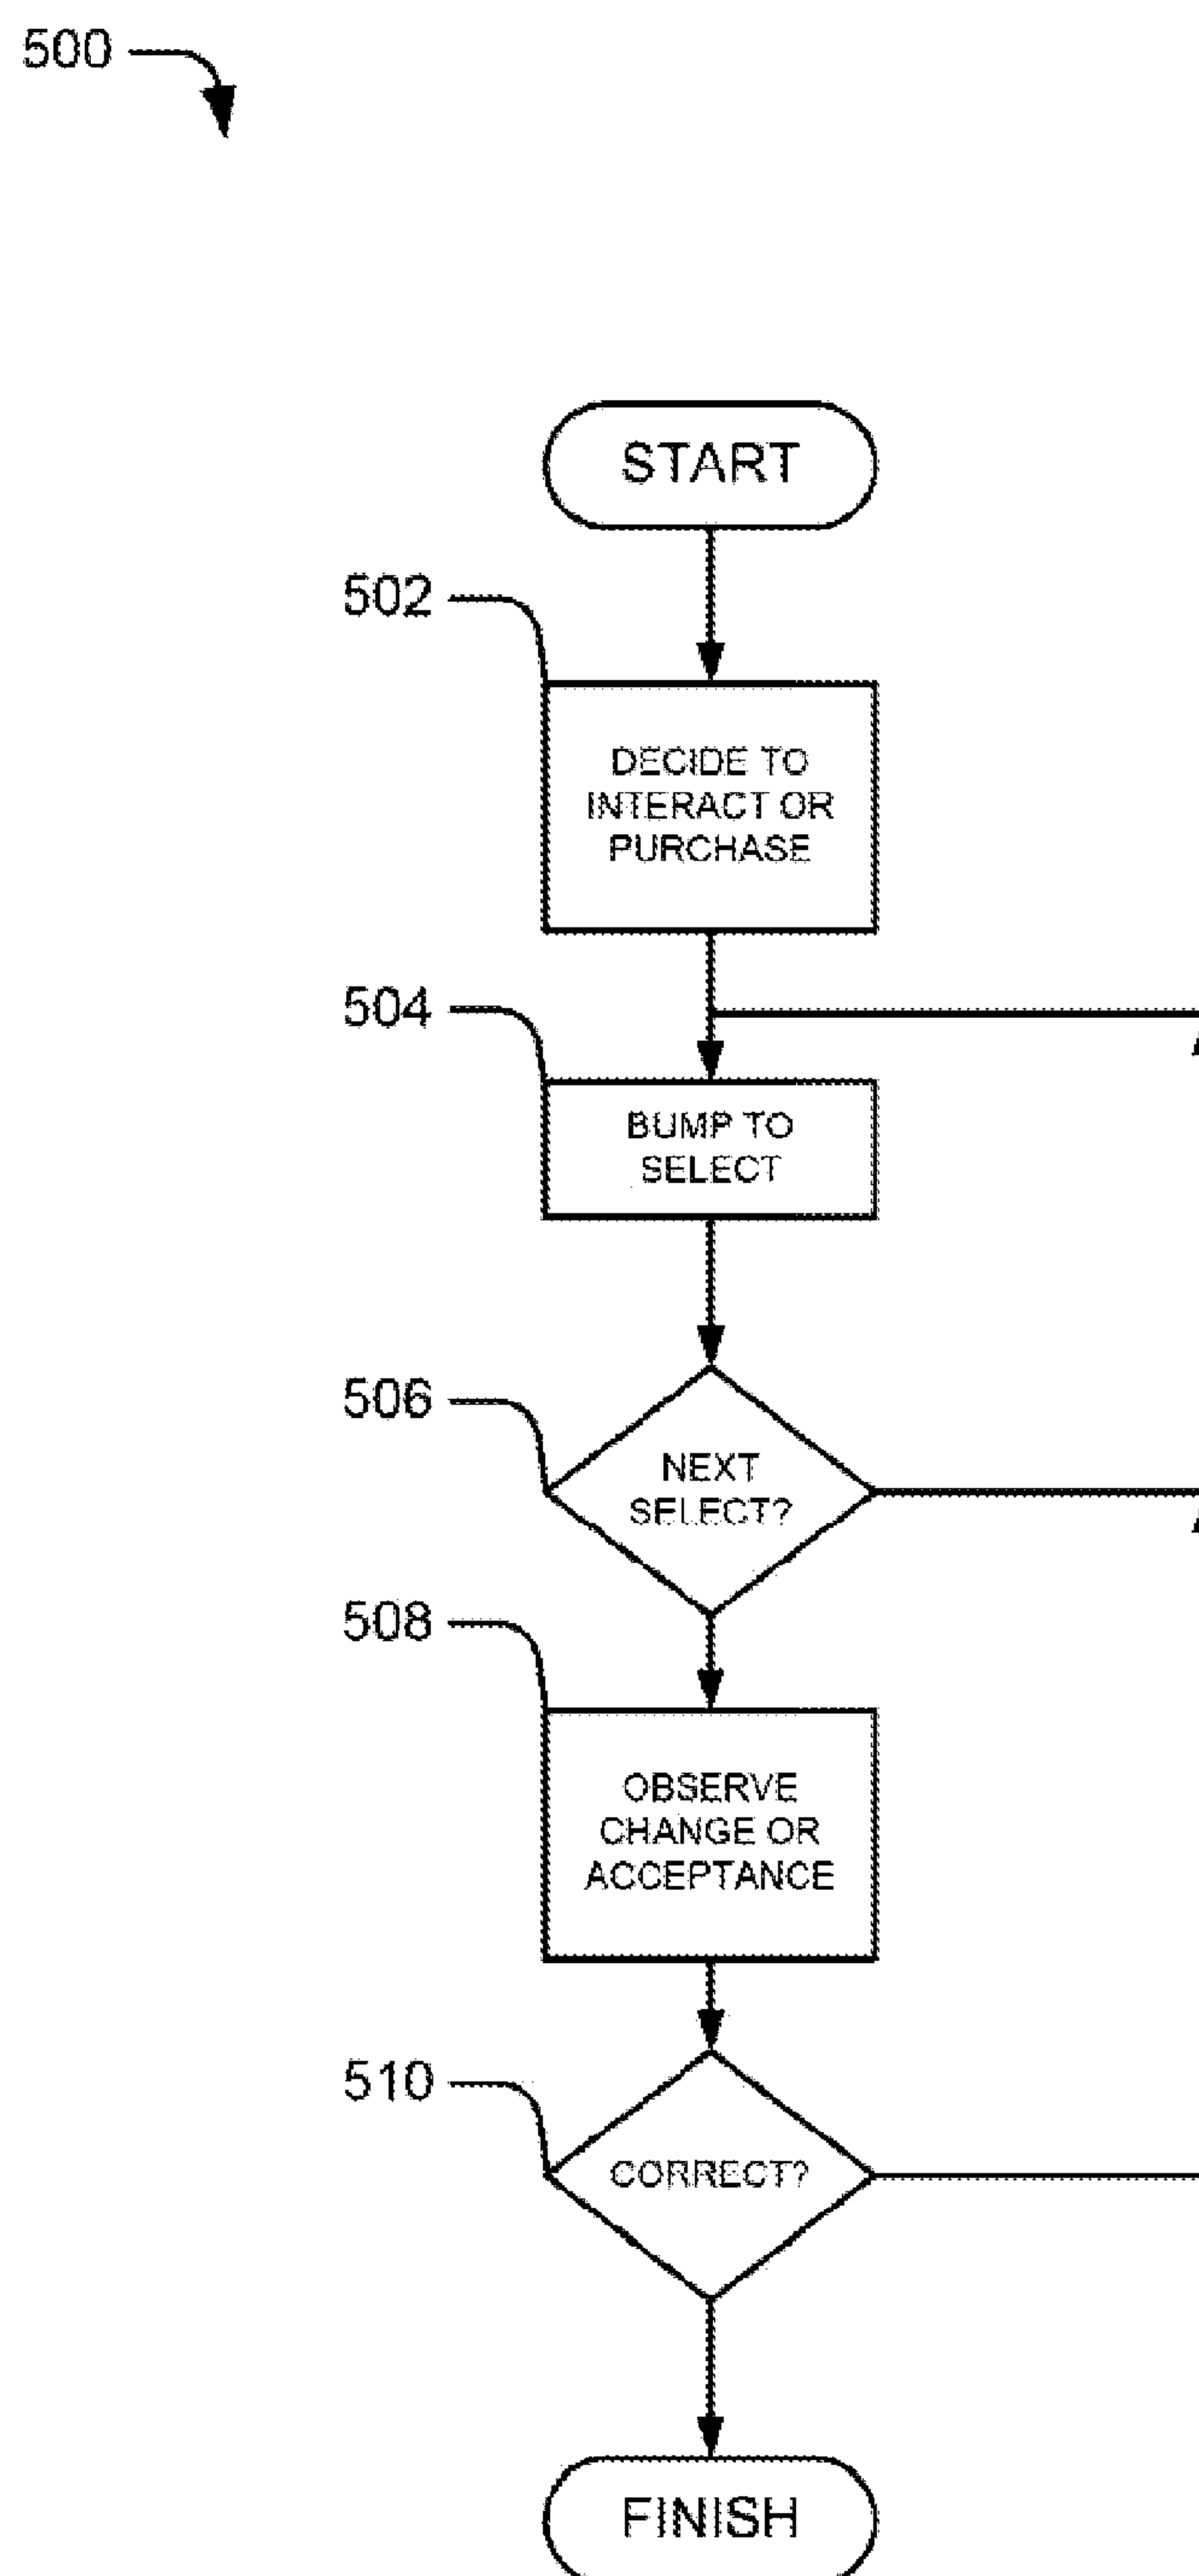 500
START
502
DECIDE TO
INTERACT OR
PURCHASE
504
BUMP TO
SELECT
506
NEXT
SELECT?
508
OBSERVE
CHANGE OR
ACCEPTANCE
510
CORRECT?
FINISH